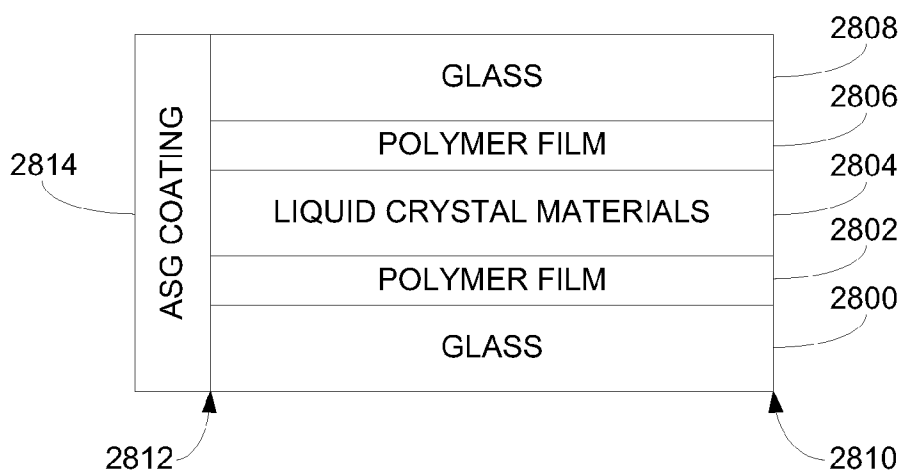 2808
GLASS
2806
POLYMER FILM
2814
ASG COATING
2804
LIQUID CRYSTAL MATERIALS
2802
POLYMER FILM
2800
GLASS
2812
2810